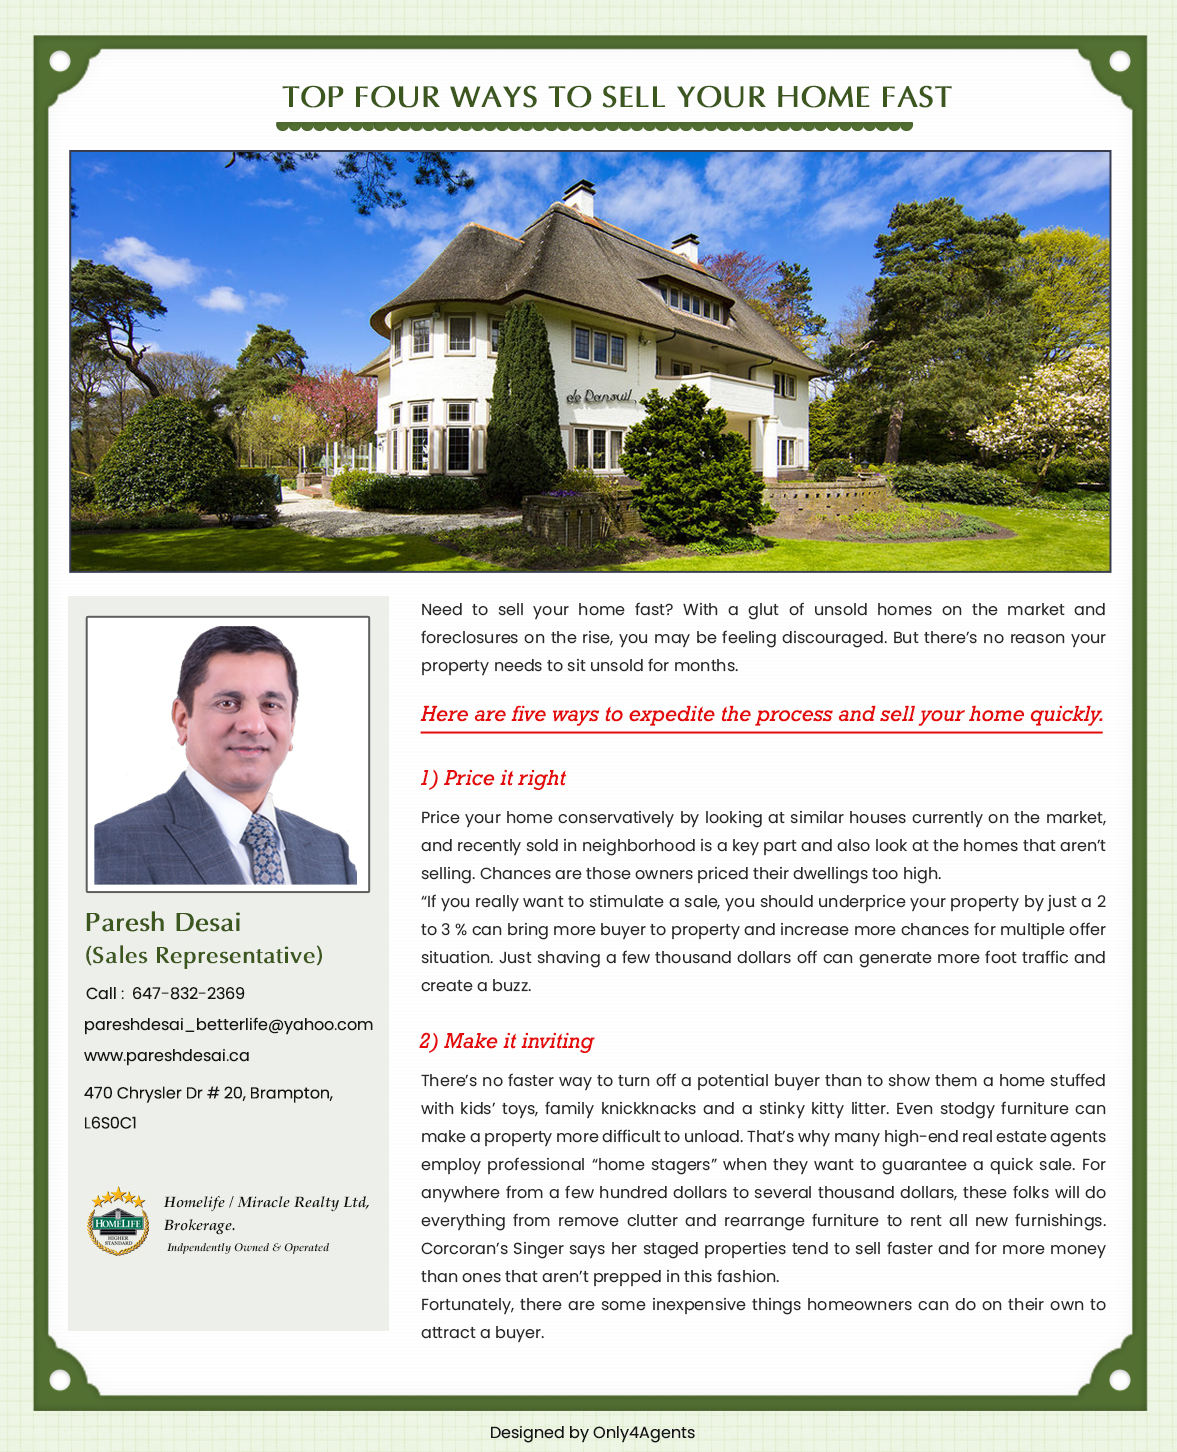 TOP FOUR WAYS TO SELL YOUR HOME FAST
de Danouil
Need to sell your home fast? With a glut of unsold homes on the market and
foreclosures on the rise, you may be feeling discouraged. But there's no reason your
property needs to sit unsold for months.
Here are five ways to expedite the process and sell your home quickly.
1) Price it right
Price your home conservatively by looking at similar houses currently on the market,
and recently sold in neighborhood is a key part and also look at the homes that aren't
selling. Chances are those owners priced their dwellings too high.
“If you really want to stimulate a sale, you should underprice your property by just a 2
to 3 % can bring more buyer to property and increase more chances for multiple offer
situation. Just shaving a few thousand dollars off can generate more foot traffic and
create a buzz.
2) Make it inviting
There's no faster way to turn off a potential buyer than to show them a home stuffed
with kids' toys, family knickknacks and a stinky kitty litter. Even stodgy furniture can
make a property more difficult to unload. That's why many high-end real estate agents
employ professional “home stagers” when they want to guarantee a quick sale. For
anywhere from a few hundred dollars to several thousand dollars, these folks will do
everything from remove clutter and rearrange furniture to rent all new furnishings.
Corcoran's Singer says her staged properties tend to sell faster and for more money
than ones that aren't prepped in this fashion.
Fortunately, there are some inexpensive things homeowners can do on their own to
attract a buyer.
Paresh Desai
(Sales Representative)
Call : 647-832-2369
pareshdesai_betterlife@yahoo.com
www.pareshdesai.ca
470 Chrysler Dr # 20, Brampton,
L6S0C1
HOMELIFE
HIGHER
STANDARD
Homelife / Miracle Realty Ltd,
Brokerage.
Indpendently Owned & Operated
Designed by Only4Agents